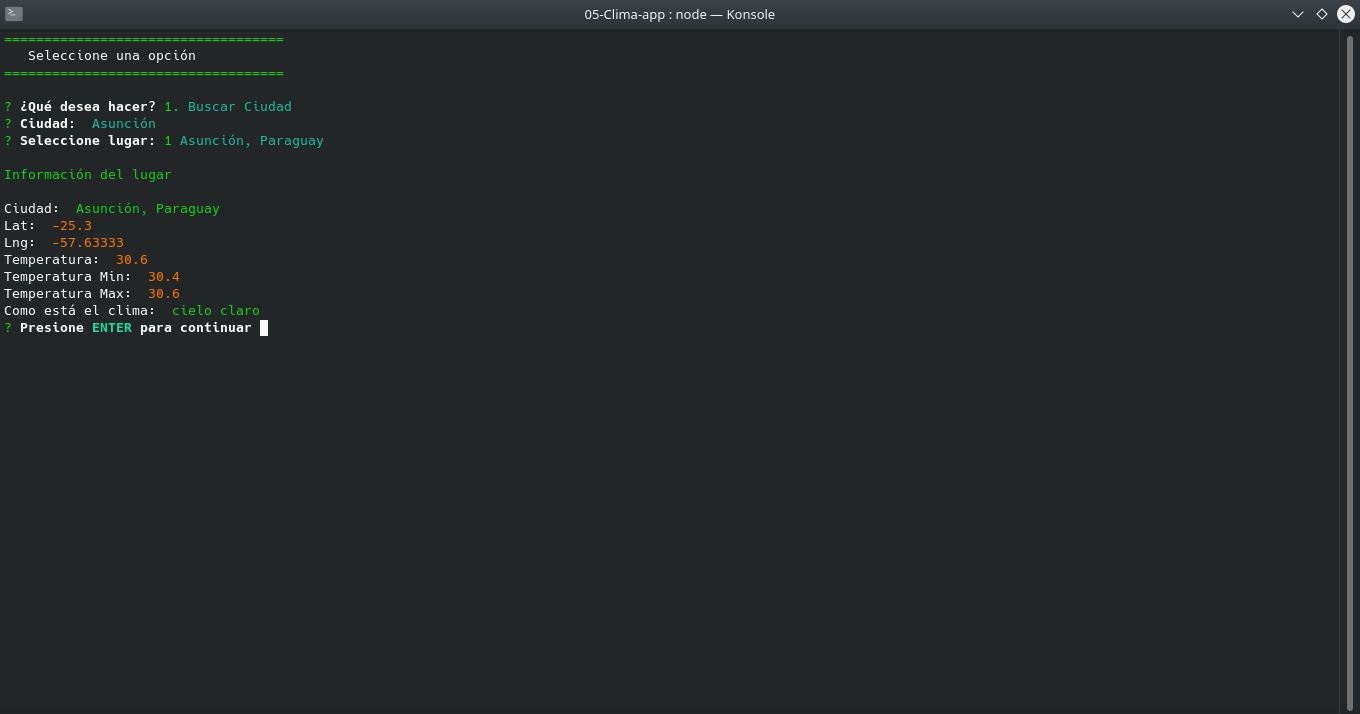 05-Clima-app : node — Konsole
===================================
Seleccione una opción
===================================
? ¿Qué desea hacer? 1. Buscar Ciudad
? Ciudad:  Asunción
? Seleccione lugar: 1 Asunción, Paraguay
Información del lugar
Ciudad:  Asunción, Paraguay
Lat:  -25.3
Lng:  -57.63333
Temperatura:  30.6
Temperatura Min:  30.4
Temperatura Max:  30.6
Como está el clima:  cielo claro
? Presione ENTER para continuar